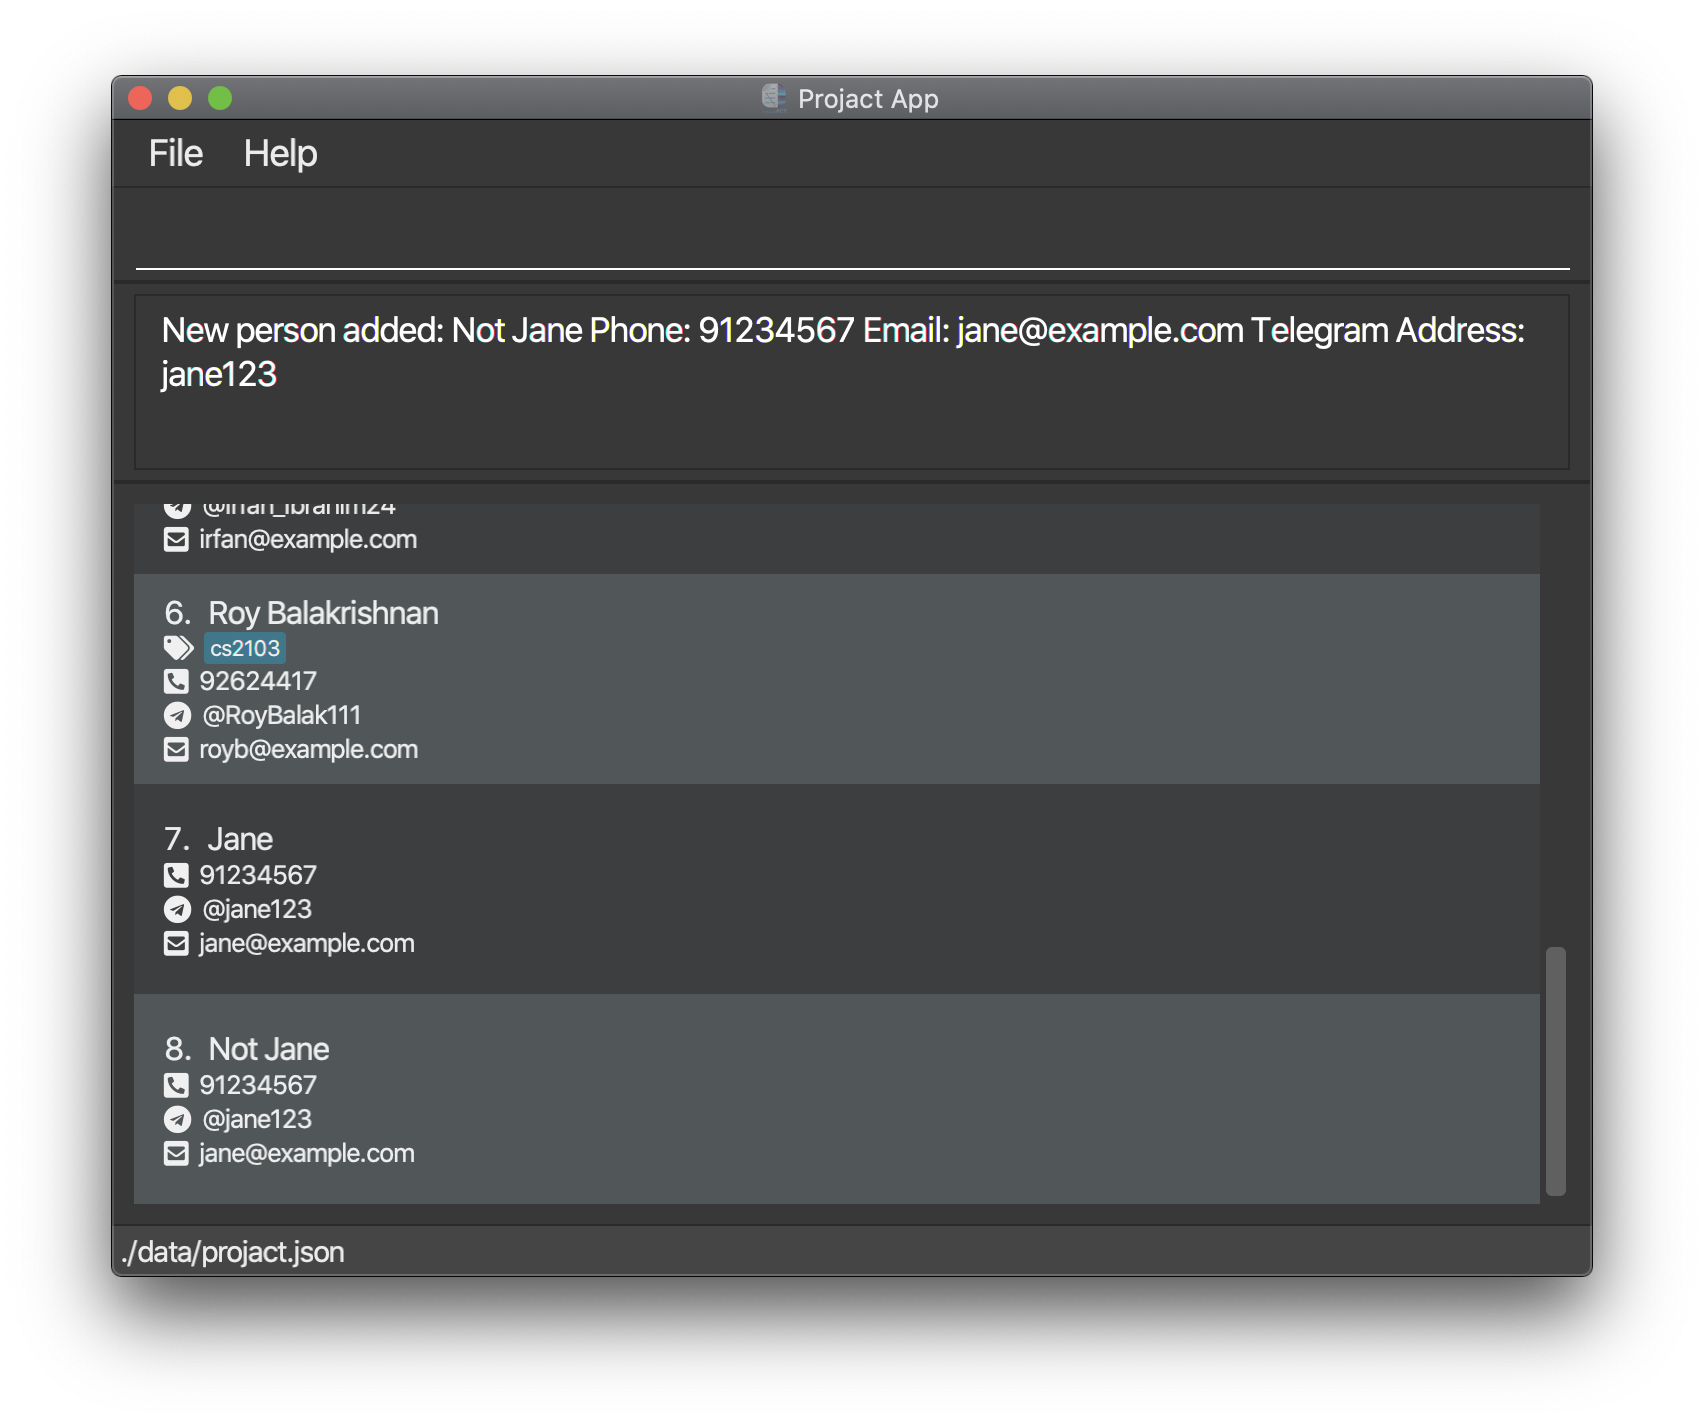 Projact App
File Help
New person added: Not Jane Phone: 91234567 Email: jane@example.com Telegram Address:
jane123
@irfan_ibrahim24
irfan@example.com
6. Roy Balakrishnan
cs2103
92624417
@RoyBalak111
royb@example.com
7. Jane
91234567
@jane123
jane@example.com
8. Not Jane
91234567
@jane123
jane@example.com
./data/projact.json